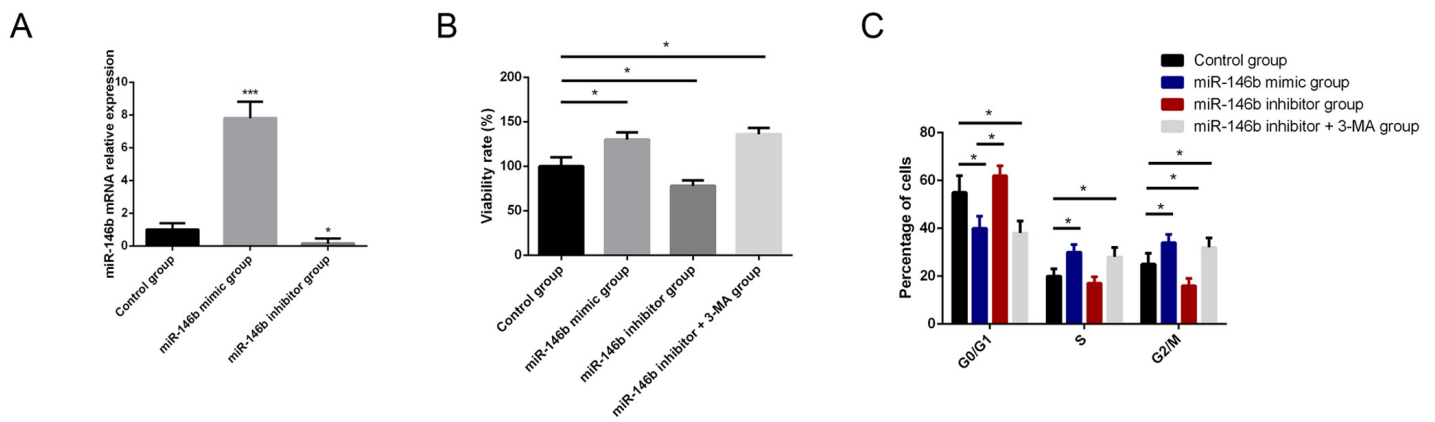 A
miR-146b mRNA relative expression
10
8
6
4
2
0
***
*
Control group
miR-146b mimic group
miR-146b inhibitor group
B
Viability rate (%)
200
150
100
50
0
*
*
*
Control group
miR-146b mimic group
miR-146b inhibitor group
miR-146b inhibitor + 3-MA group
C
Control group
miR-146b mimic group
miR-146b inhibitor group
miR-146b inhibitor + 3-MA group
Percentage of cells
80
60
40
20
0
*
*
*
*
*
*
*
*
G0/G1
S
G2/M